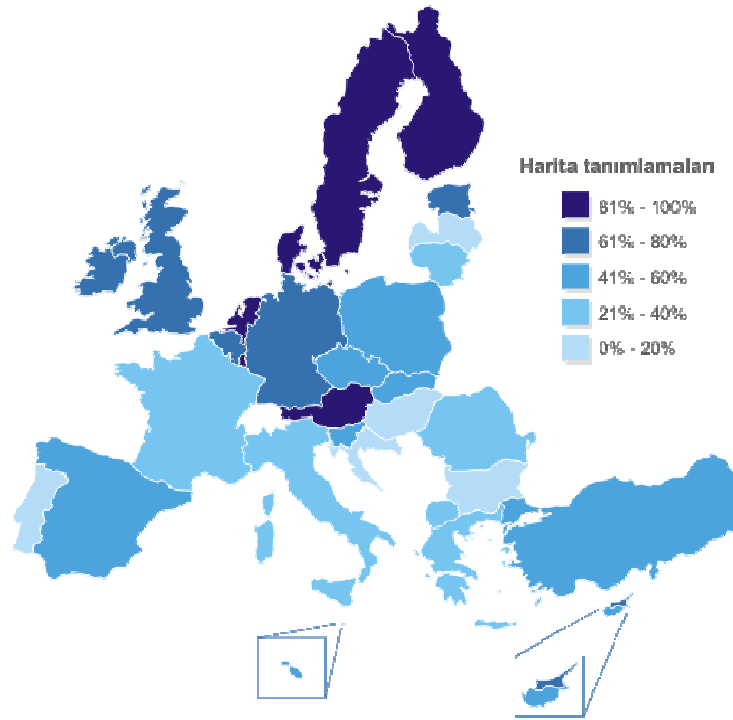 Harita tanımlamaları
81% - 100%
61% - 80%
41% - 60%
21% - 40%
0% - 20%